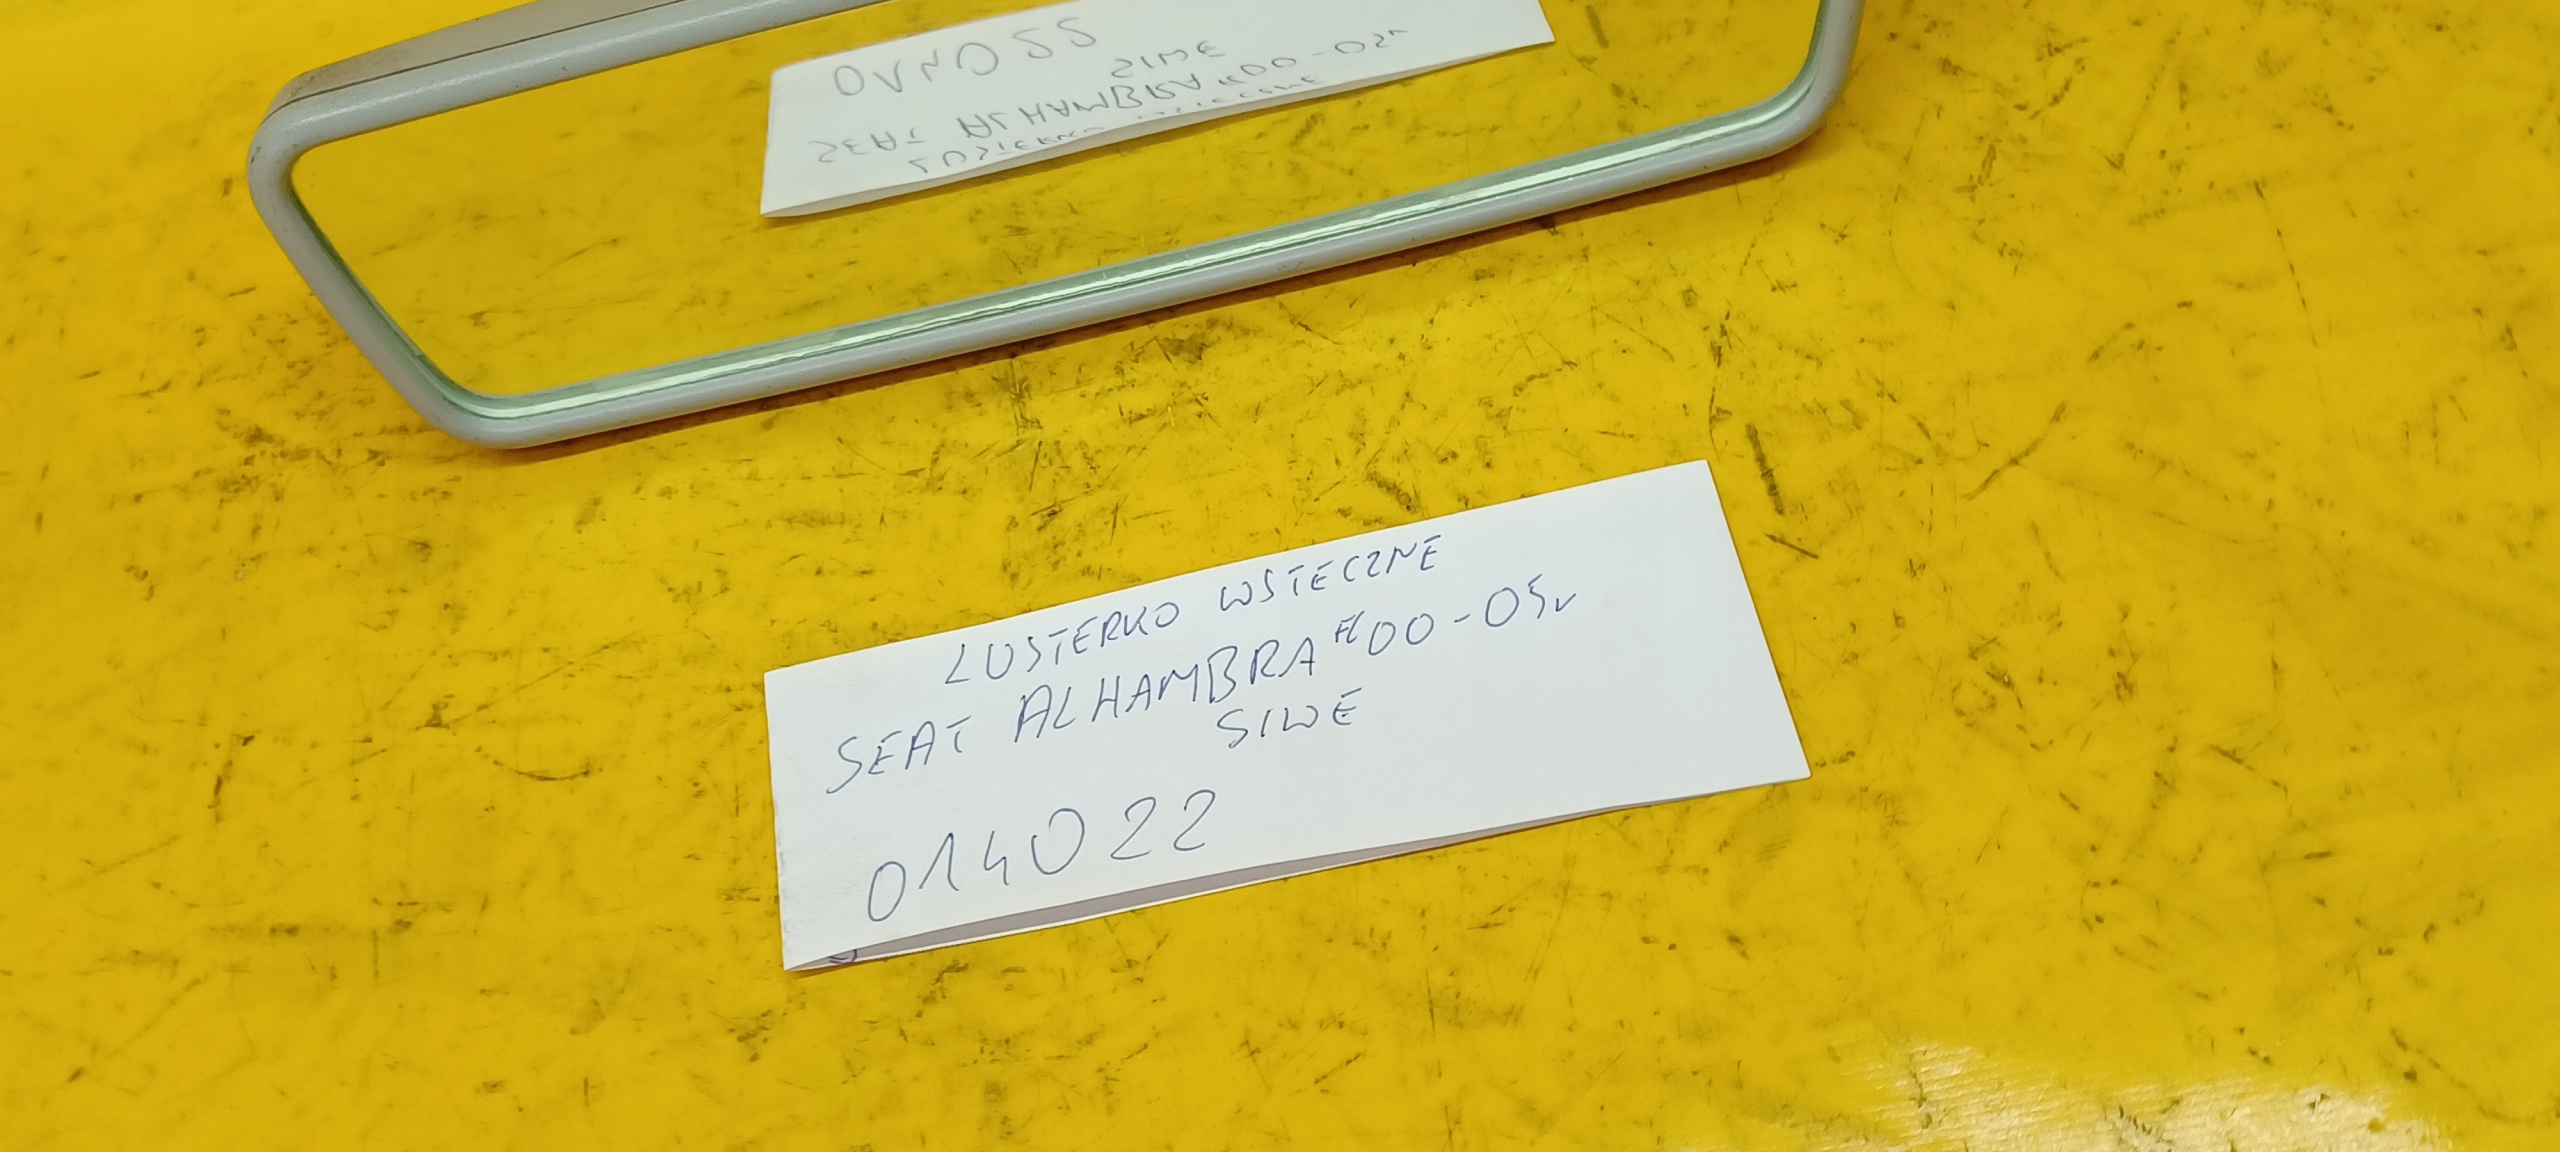 LUSTERKO WSTECZNE
SEAT ALHAMBRA FL 00-05r
SIWE
014022